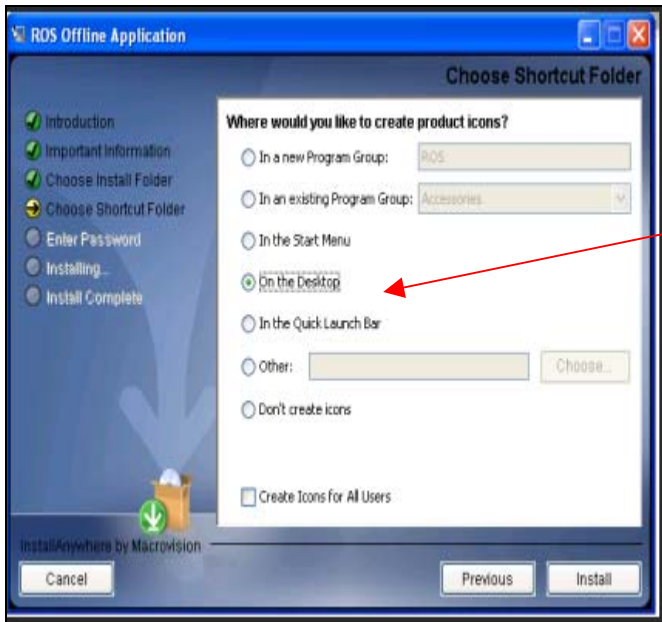 ROS Offline Application
Choose Shortcut Folder
Introduction
Important Information
Choose Install Folder
Choose Shortcut Folder
Enter Password
Installing...
Install Complete
Where would you like to create product icons?
In a new Program Group: ROS
In an existing Program Group: Accessories
In the Start Menu
On the Desktop
In the Quick Launch Bar
Other: Choose...
Don't create icons
Create Icons for All Users
InstallAnywhere by Macrovision
Cancel Previous Install